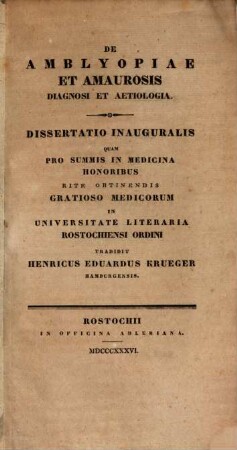 DE
AMBLYOPIAE
ET AMAUROSIS
DIAGNOSI ET AETIOLOGIA.
DISSERTATIO INAUGURALIS
QUAM
PRO SUMMIS IN MEDICINA
HONORIBUS
RITE OBTINENDIS
GRATIOSO MEDICORUM
IN
UNIVERSITATE LITERARIA
ROSTOCHIENSI ORDINI
TRADIDIT
HENRICUS EDUARDUS KRUEGER
HAMBURGENSIS.
ROSTOCHII
IN OFFICINA ADLERIANA.
MDCCCXXXVI.